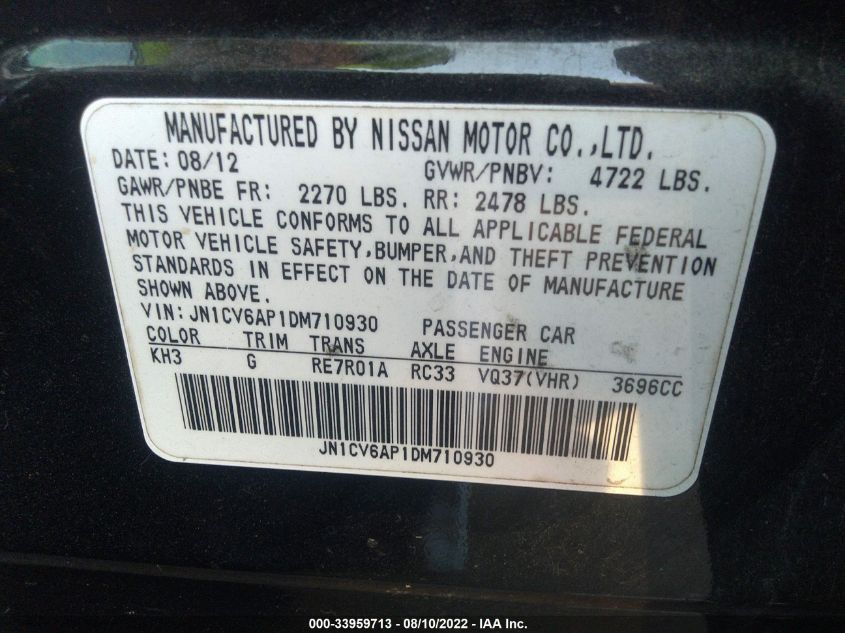 MANUFACTURED BY NISSAN MOTOR CO.,LTD.
DATE: 08/12 GVWR/PNBV: 4722 LBS.
GAWR/PNBE FR: 2270 LBS. RR: 2478 LBS.
THIS VEHICLE CONFORMS TO ALL APPLICABLE FEDERAL
MOTOR VEHICLE SAFETY,BUMPER,AND THEFT PREVENTION
STANDARDS IN EFFECT ON THE DATE OF MANUFACTURE
SHOWN ABOVE.
VIN: JN1CV6AP1DM710930 PASSENGER CAR
COLOR TRIM TRANS AXLE ENGINE
KH3 G RE7R01A RC33 VQ37(VHR) 3696CC
JN1CV6AP1DM710930
000-33959713 - 08/10/2022 - IAA Inc.